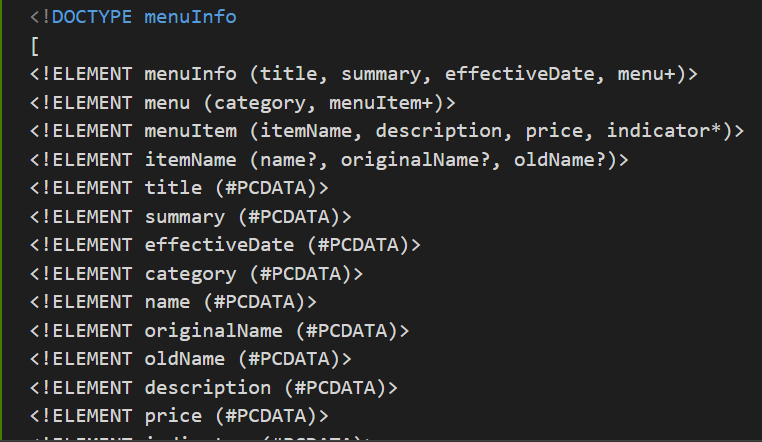 <!DOCTYPE menuInfo
[
<!ELEMENT menuInfo (title, summary, effectiveDate, menu+)>
<!ELEMENT menu (category, menuItem+)>
<!ELEMENT menuItem (itemName, description, price, indicator*)>
<!ELEMENT itemName (name?, originalName?, oldName?)>
<!ELEMENT title (#PCDATA)>
<!ELEMENT summary (#PCDATA)>
<!ELEMENT effectiveDate (#PCDATA)>
<!ELEMENT category (#PCDATA)>
<!ELEMENT name (#PCDATA)>
<!ELEMENT originalName (#PCDATA)>
<!ELEMENT oldName (#PCDATA)>
<!ELEMENT description (#PCDATA)>
<!ELEMENT price (#PCDATA)>